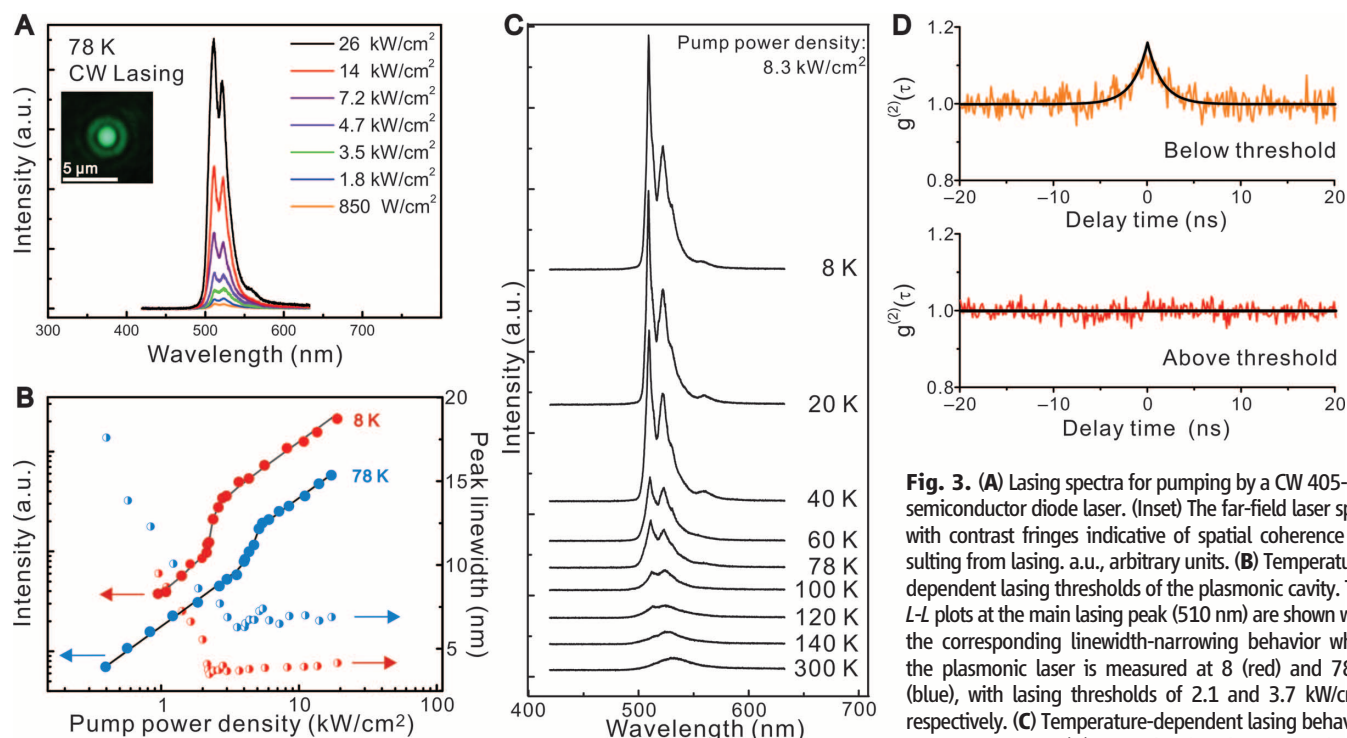 A
78 K
CW Lasing
5 µm
26 kW/cm²
14 kW/cm²
7.2 kW/cm²
4.7 kW/cm²
3.5 kW/cm²
1.8 kW/cm²
850 W/cm²
Intensity (a.u.)
300 400 500 600 700
Wavelength (nm)
B
8 K
78 K
Intensity (a.u.)
20
15
10
5
Peak linewidth (nm)
1 10 100
Pump power density (kW/cm²)
C
Pump power density:
8.3 kW/cm²
8 K
20 K
40 K
60 K
78 K
100 K
120 K
140 K
300 K
Intensity (a.u.)
400 500 600 700
Wavelength (nm)
D
1.2
1.0
0.8
g⁽²⁾(τ)
Below threshold
−20 −10 0 10 20
Delay time (ns)
1.2
1.0
0.8
g⁽²⁾(τ)
Above threshold
−20 −10 0 10 20
Delay time (ns)
Fig. 3. (A) Lasing spectra for pumping by a CW 405–
semiconductor diode laser. (Inset) The far-field laser
with contrast fringes indicative of spatial coherence
sulting from lasing. a.u., arbitrary units. (B)
dependent lasing thresholds of the plasmonic cavity.
L-L plots at the main lasing peak (510 nm) are shown
the corresponding linewidth-narrowing behavior
the plasmonic laser is measured at 8 (red) and 78
(blue), with lasing thresholds of 2.1 and 3.7
respectively. (C) Temperature-dependent lasing